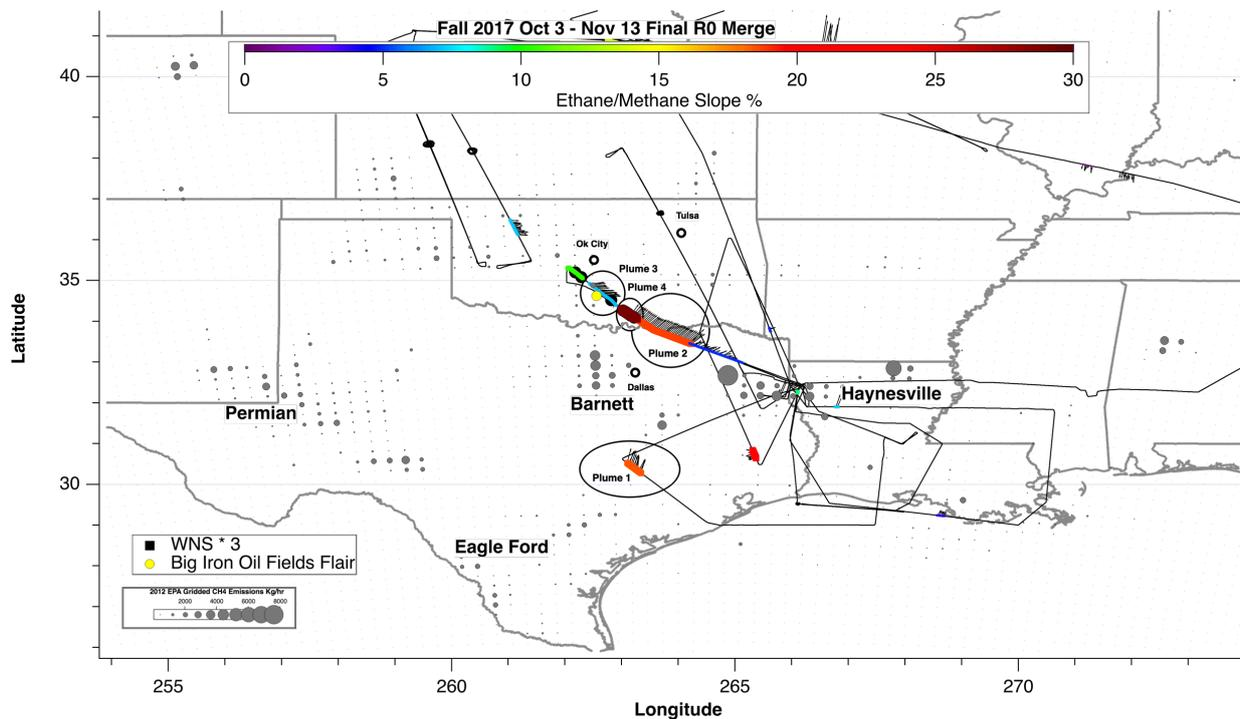 Fall 2017 Oct 3 - Nov 13 Final R0 Merge
0 5 10 15 20 25 30
Ethane/Methane Slope %
40
35
30
Latitude
Tulsa
Ok City
Plume 3
Plume 4
Plume 2
Dallas
Barnett
Haynesville
Permian
Plume 1
Eagle Ford
WNS * 3
Big Iron Oil Fields Flair
2012 EPA Gridded CH4 Emissions Kg/hr
2000 4000 6000 8000
255 260 265 270
Longitude